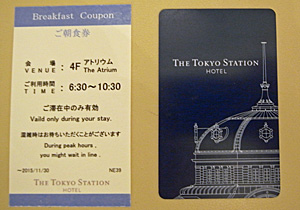 Breakfast Coupon
ご朝食券
会　場 : 4F アトリウム
VENUE : The Atrium
ご利用時間
TIME : 6:30～10:30
ご滞在中のみ有効
Vaild only during your stay.
混雑時はお待ちいただくことがございます
During peak hours ,
you might wait in line .
～2015/11/30 NE39
THE TOKYO STATION
HOTEL
THE TOKYO STATION
HOTEL